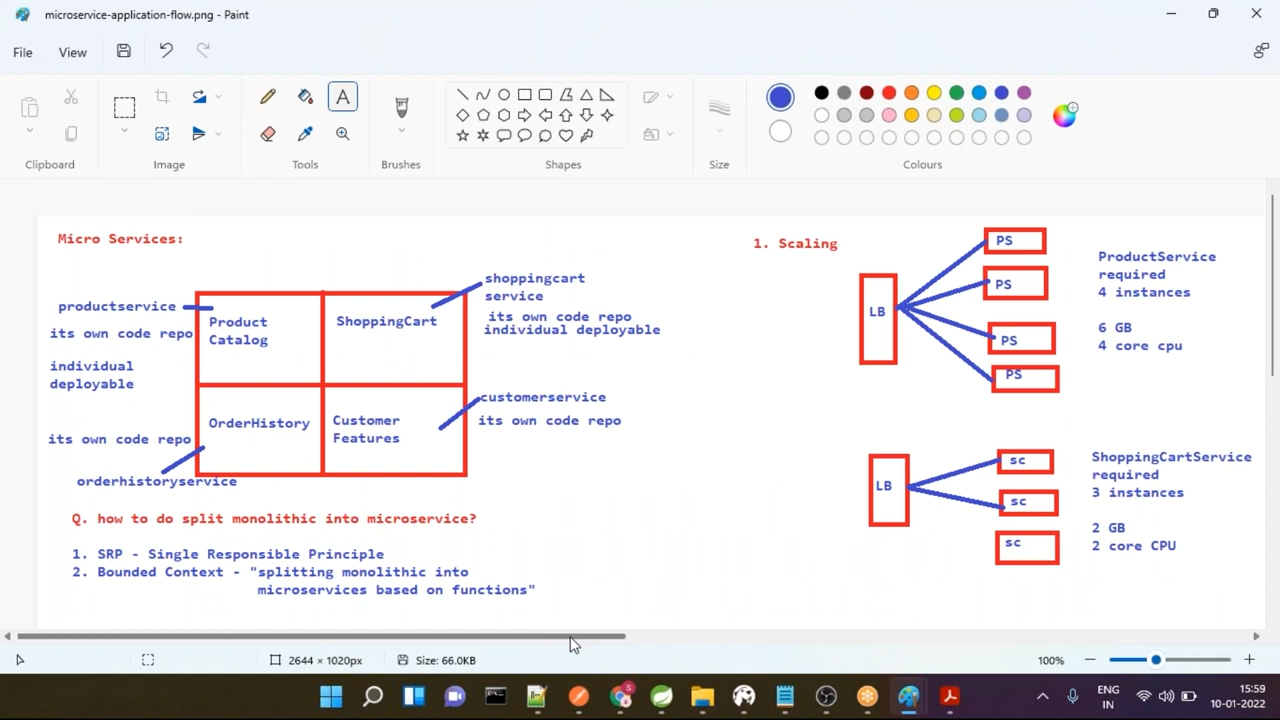 microservice-application-flow.png - Paint
File
View
Clipboard
Image
Tools
Brushes
Shapes
Size
Colours
Micro Services:
productservice
its own code repo
individual
deployable
Product
Catalog
ShoppingCart
shoppingcart
service
its own code repo
individual deployable
OrderHistory
Customer
Features
customerservice
its own code repo
its own code repo
orderhistoryservice
Q. how to do split monolithic into microservice?
1. SRP - Single Responsible Principle
2. Bounded Context - "splitting monolithic into
microservices based on functions"
1. Scaling
LB
PS
PS
PS
PS
ProductService
required
4 instances
6 GB
4 core cpu
LB
sc
sc
sc
ShoppingCartService
required
3 instances
2 GB
2 core CPU
2644 × 1020px
Size: 66.0KB
100%
S
ENG
IN
15:59
10-01-2022